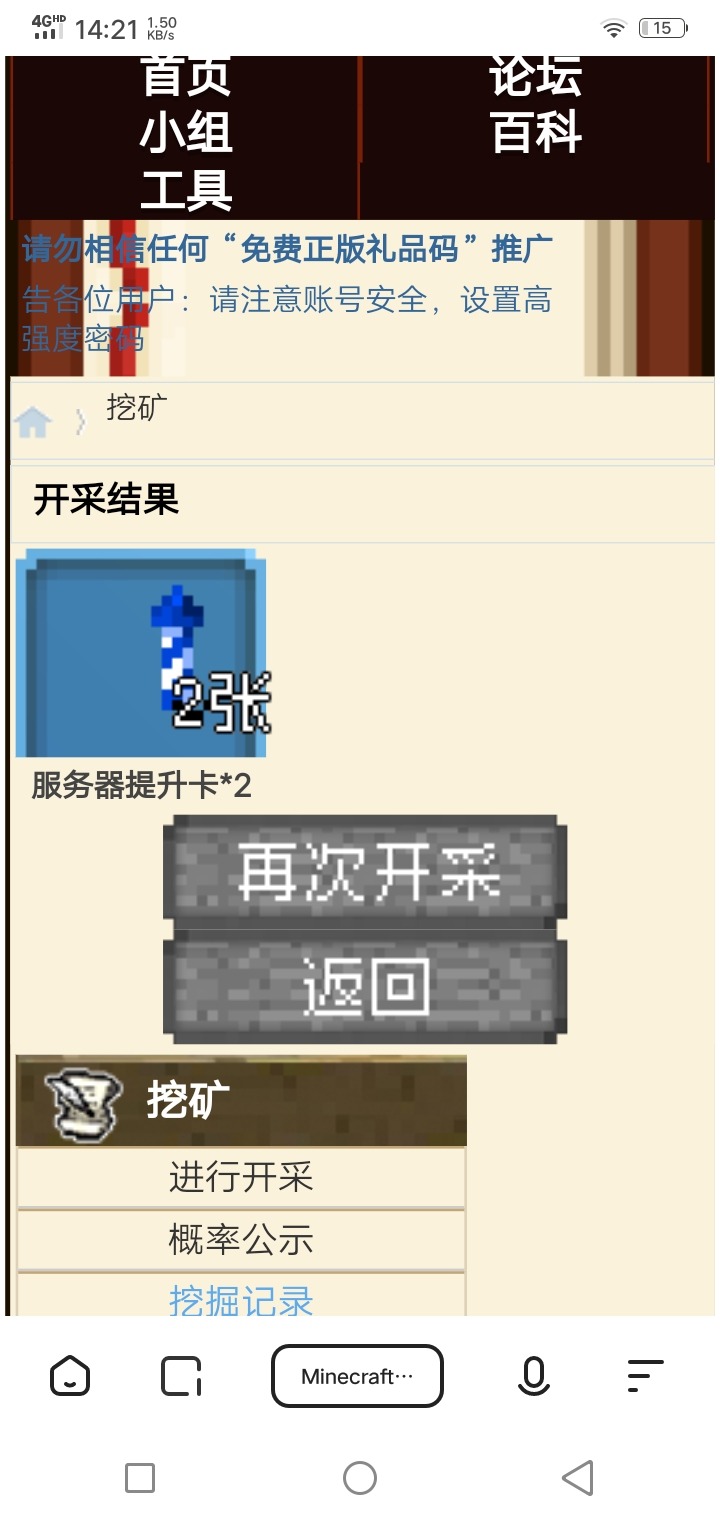 4GHD 14:21 1.50 KB/s 15
首页 论坛
小组 百科
工具
请勿相信任何“免费正版礼品码”推广
告各位用户：请注意账号安全，设置高
强度密码
挖矿
开采结果
2张
服务器提升卡*2
再次开采
返回
挖矿
进行开采
概率公示
挖掘记录
Minecraft···